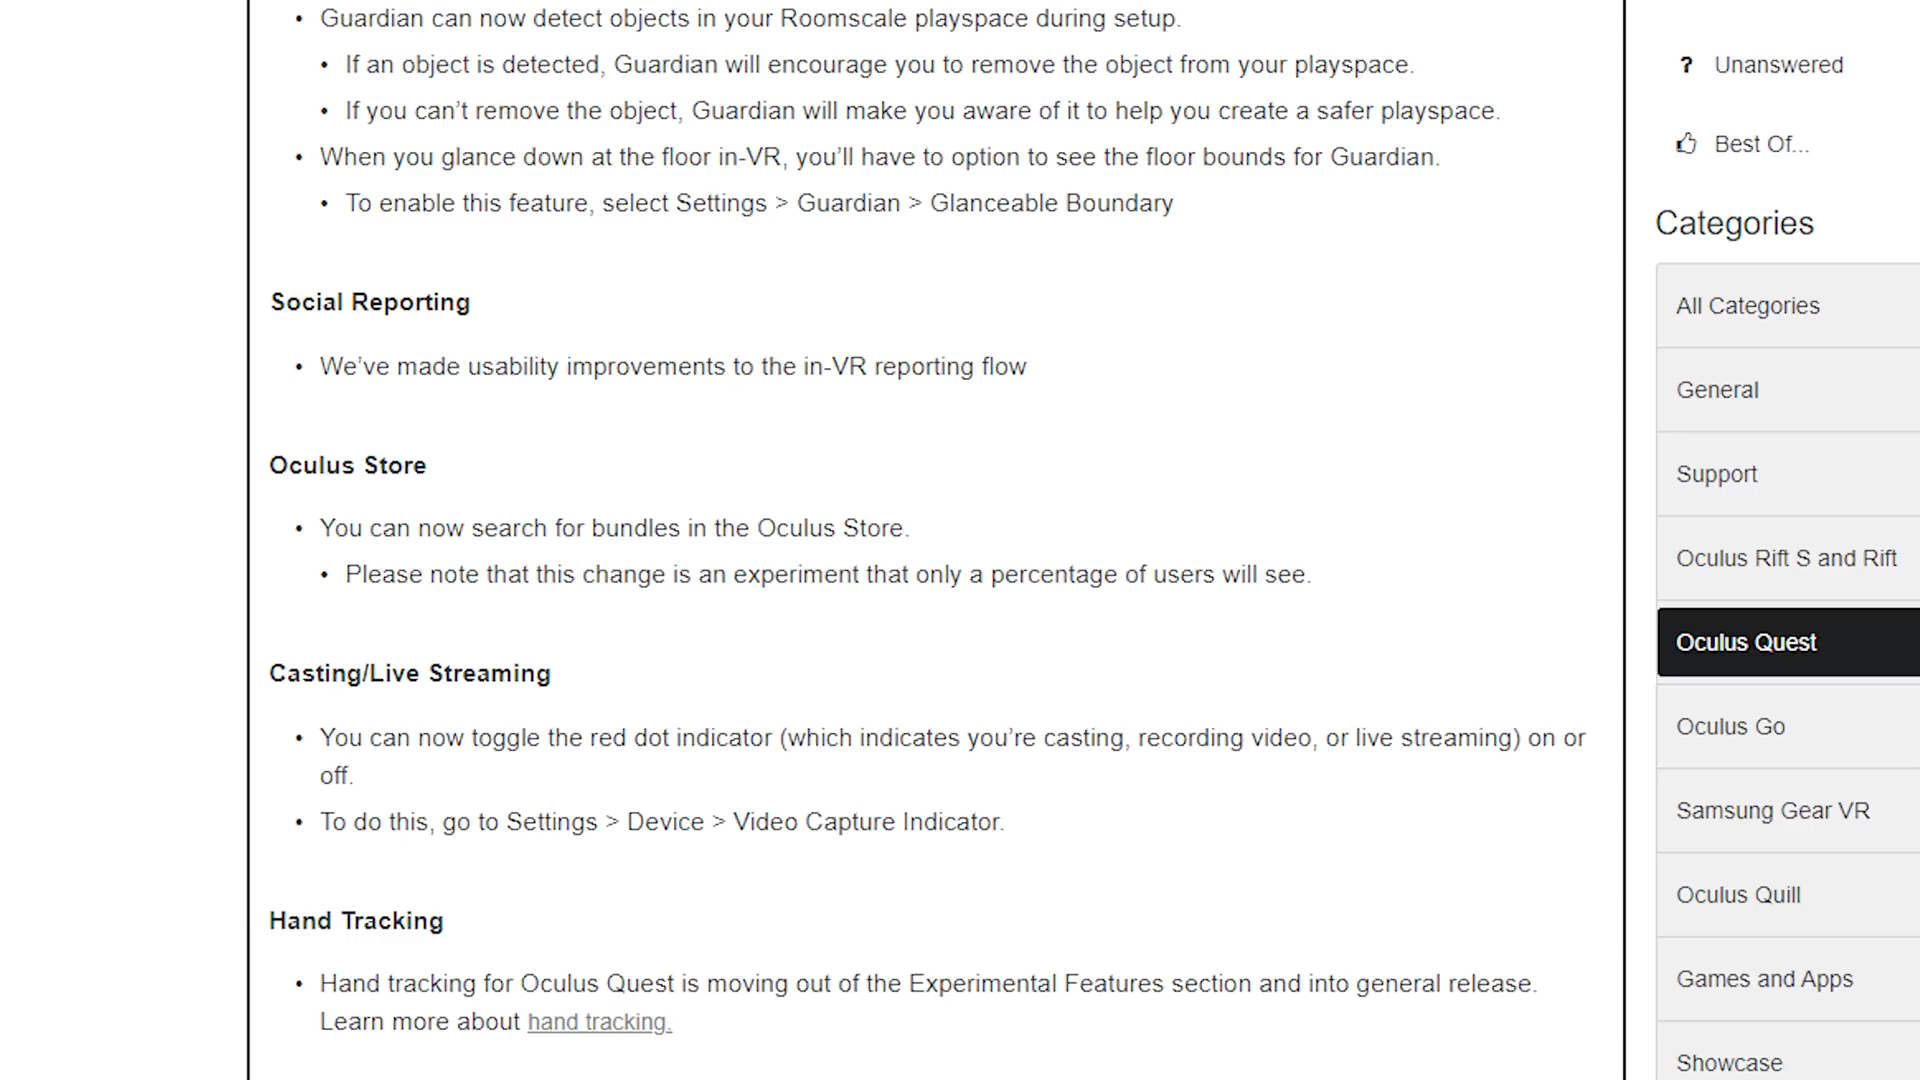 • Guardian can now detect objects in your Roomscale playspace during setup.
• If an object is detected, Guardian will encourage you to remove the object from your playspace.
• If you can’t remove the object, Guardian will make you aware of it to help you create a safer playspace.
• When you glance down at the floor in-VR, you’ll have to option to see the floor bounds for Guardian.
• To enable this feature, select Settings > Guardian > Glanceable Boundary
Social Reporting
• We’ve made usability improvements to the in-VR reporting flow
Oculus Store
• You can now search for bundles in the Oculus Store.
• Please note that this change is an experiment that only a percentage of users will see.
Casting/Live Streaming
• You can now toggle the red dot indicator (which indicates you’re casting, recording video, or live streaming) on or
off.
• To do this, go to Settings > Device > Video Capture Indicator.
Hand Tracking
• Hand tracking for Oculus Quest is moving out of the Experimental Features section and into general release.
Learn more about hand tracking.
? Unanswered
Best Of...
Categories
All Categories
General
Support
Oculus Rift S and Rift
Oculus Quest
Oculus Go
Samsung Gear VR
Oculus Quill
Games and Apps
Showcase